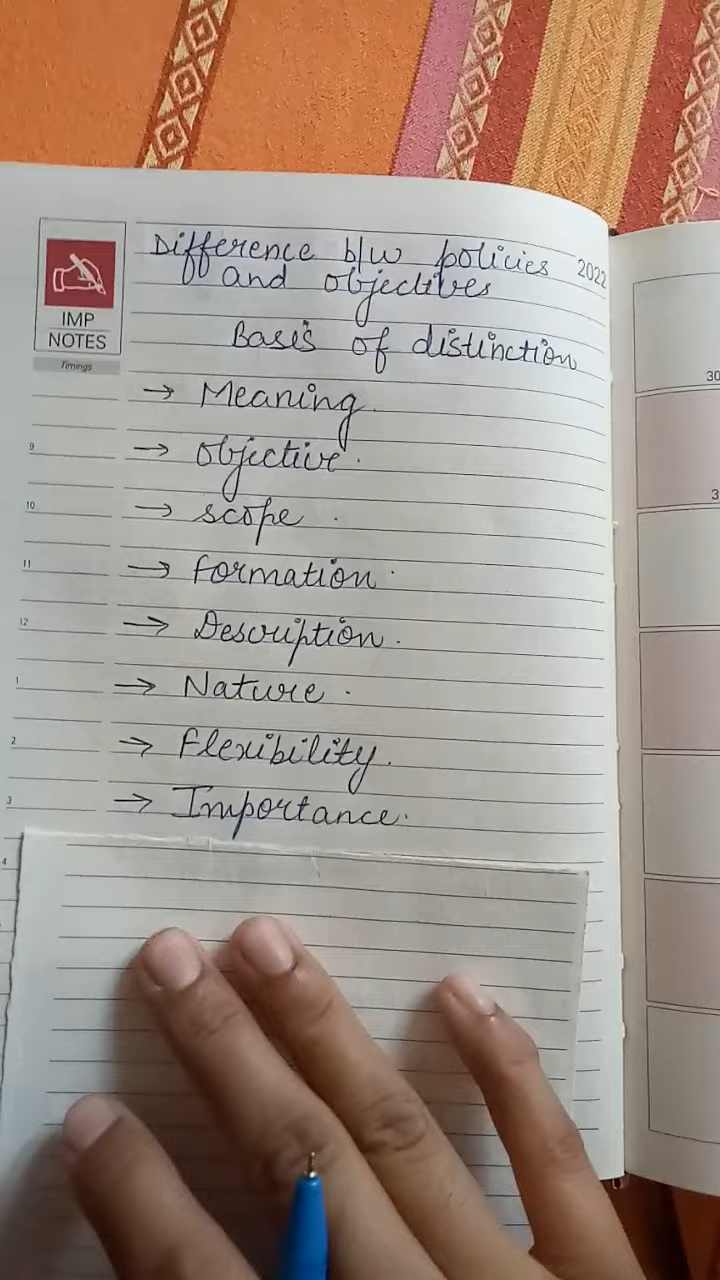 Difference b/w policies 2022
and objectives
IMP
NOTES
Basis of distinction
Timings
→ Meaning.
9
→ Objective.
10
→ scope.
11
→ formation.
12
→ Description.
1
→ Nature.
2
→ flexibility.
3
→ Importance.
4
30
3